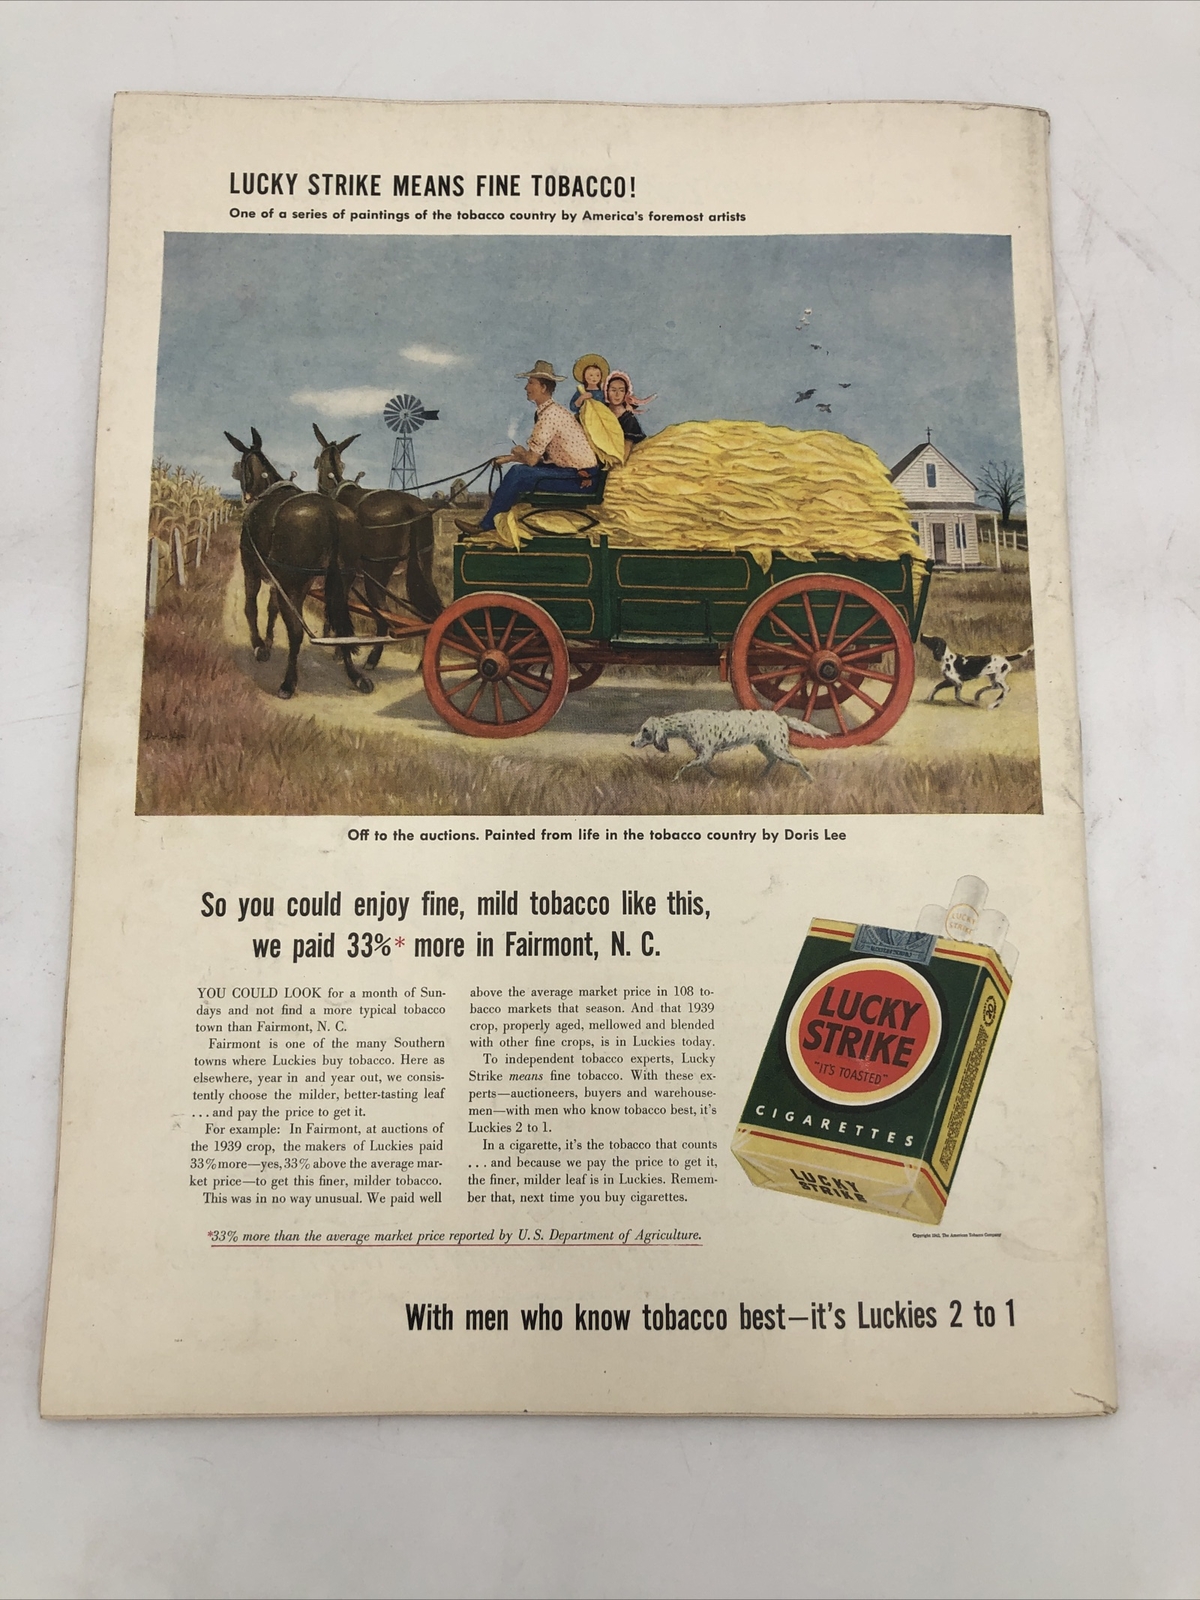 LUCKY STRIKE MEANS FINE TOBACCO!
One of a series of paintings of the tobacco country by America's foremost artists
Doris Lee
Off to the auctions. Painted from life in the tobacco country by Doris Lee
So you could enjoy fine, mild tobacco like this,
we paid 33%* more in Fairmont, N. C.
YOU COULD LOOK for a month of Sun-
days and not find a more typical tobacco
town than Fairmont, N. C.
Fairmont is one of the many Southern
towns where Luckies buy tobacco. Here as
elsewhere, year in and year out, we consis-
tently choose the milder, better-tasting leaf
. . . and pay the price to get it.
For example: In Fairmont, at auctions of
the 1939 crop, the makers of Luckies paid
33% more—yes, 33% above the average mar-
ket price—to get this finer, milder tobacco.
This was in no way unusual. We paid well
above the average market price in 108 to-
bacco markets that season. And that 1939
crop, properly aged, mellowed and blended
with other fine crops, is in Luckies today.
To independent tobacco experts, Lucky
Strike means fine tobacco. With these ex-
perts—auctioneers, buyers and warehouse-
men—with men who know tobacco best, it's
Luckies 2 to 1.
In a cigarette, it's the tobacco that counts
. . . and because we pay the price to get it,
the finer, milder leaf is in Luckies. Remem-
ber that, next time you buy cigarettes.
*33% more than the average market price reported by U. S. Department of Agriculture.
LUCKY
STRIKE
LUCKY
STRIKE
"IT'S TOASTED"
CIGARETTES
LUCKY
STRIKE
Copyright 1942, The American Tobacco Company
With men who know tobacco best—it's Luckies 2 to 1